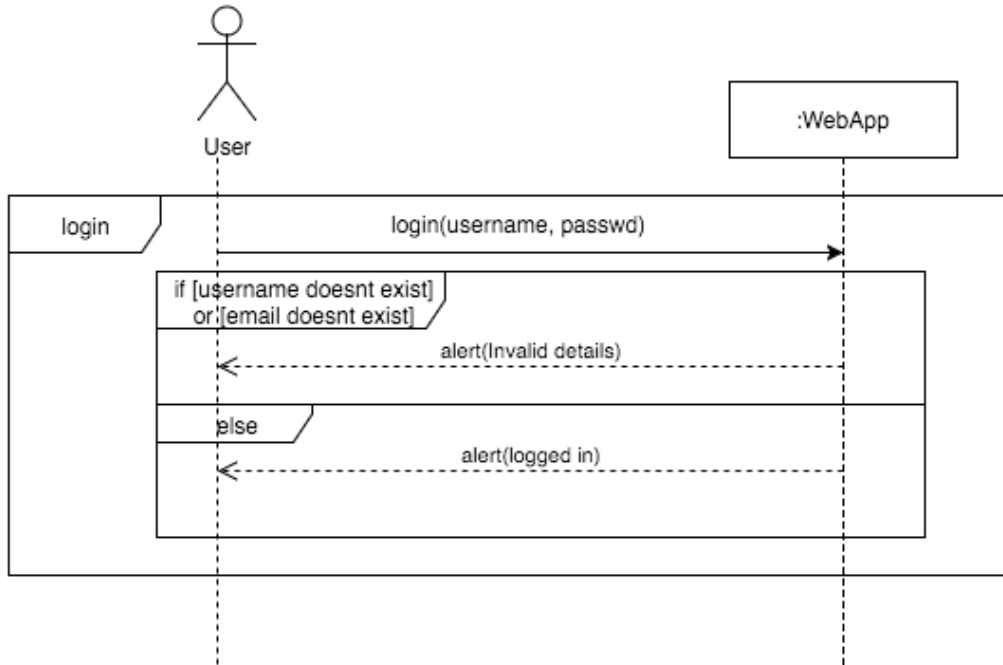 User
:WebApp
login
login(username, passwd)
if [username doesnt exist]
or [email doesnt exist]
alert(Invalid details)
else
alert(logged in)